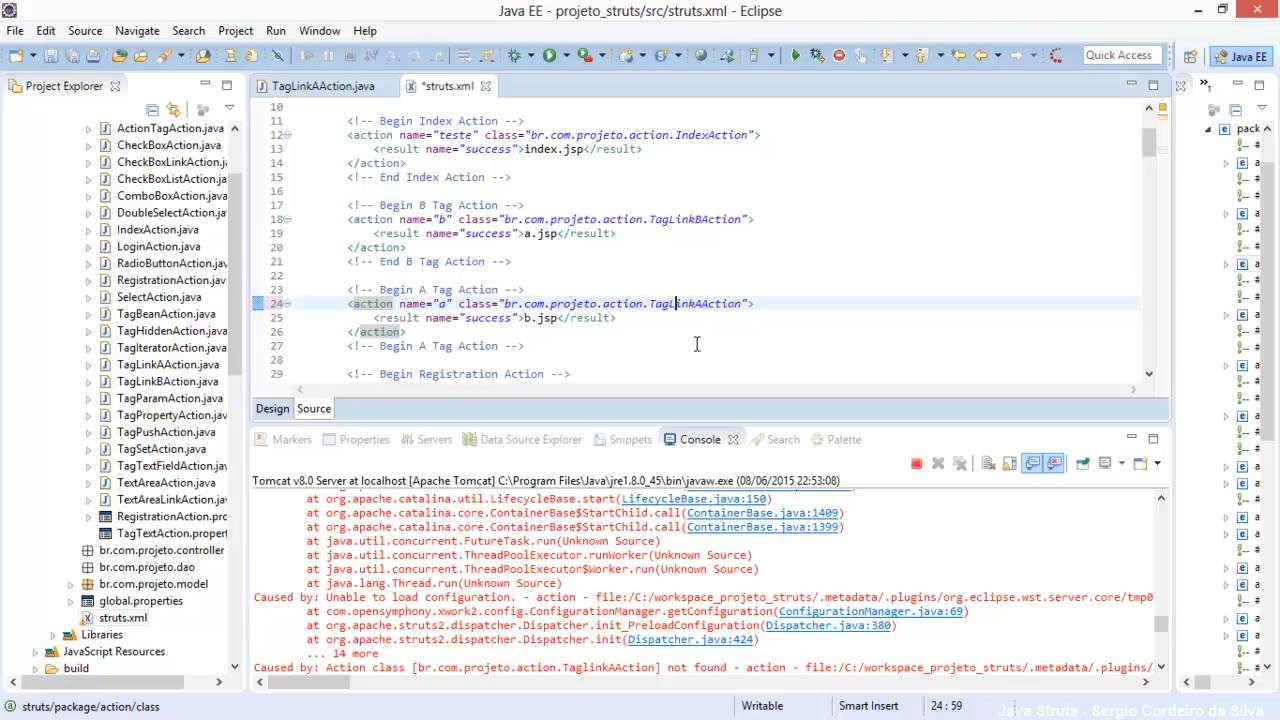 Java EE - projeto_struts/src/struts.xml - Eclipse
File Edit Source Navigate Search Project Run Window Help
Quick Access
Java EE
Project Explorer
TagLinkAAction.java
*struts.xml
ActionTagAction.java
CheckBoxAction.java
CheckBoxLinkAction.j
CheckBoxListAction.ja
ComboBoxAction.java
DoubleSelectAction.ja
IndexAction.java
LoginAction.java
RadioButtonAction.ja
RegistrationAction.jav
SelectAction.java
TagBeanAction.java
TagHiddenAction.java
TagIteratorAction.java
TagLinkAAction.java
TagLinkBAction.java
TagParamAction.java
TagPropertyAction.jav
TagPushAction.java
TagSetAction.java
TagTextFieldAction.jav
TextAreaAction.java
TextAreaLinkAction.ja
RegistrationAction.pro
TagTextAction.propert
br.com.projeto.controller
br.com.projeto.dao
br.com.projeto.model
global.properties
struts.xml
Libraries
JavaScript Resources
build
10
11 <!-- Begin Index Action -->
12 <action name="teste" class="br.com.projeto.action.IndexAction">
13 <result name="success">index.jsp</result>
14 </action>
15 <!-- End Index Action -->
16
17 <!-- Begin B Tag Action -->
18 <action name="b" class="br.com.projeto.action.TagLinkBAction">
19 <result name="success">a.jsp</result>
20 </action>
21 <!-- End B Tag Action -->
22
23 <!-- Begin A Tag Action -->
24 <action name="a" class="br.com.projeto.action.TagLinkAAction">
25 <result name="success">b.jsp</result>
26 </action>
27 <!-- Begin A Tag Action -->
28
29 <!-- Begin Registration Action -->
Design Source
pack
Markers Properties Servers Data Source Explorer Snippets Console Search Palette
Tomcat v8.0 Server at localhost [Apache Tomcat] C:\Program Files\Java\jre1.8.0_45\bin\javaw.exe (08/06/2015 22:53:08)
at org.apache.catalina.util.LifecycleBase.start(LifecycleBase.java:150)
at org.apache.catalina.core.ContainerBase$StartChild.call(ContainerBase.java:1409)
at org.apache.catalina.core.ContainerBase$StartChild.call(ContainerBase.java:1399)
at java.util.concurrent.FutureTask.run(Unknown Source)
at java.util.concurrent.ThreadPoolExecutor.runWorker(Unknown Source)
at java.util.concurrent.ThreadPoolExecutor$Worker.run(Unknown Source)
at java.lang.Thread.run(Unknown Source)
Caused by: Unable to load configuration. - action - file:/C:/workspace_projeto_struts/.metadata/.plugins/org.eclipse.wst.server.core/tmp0
at com.opensymphony.xwork2.config.ConfigurationManager.getConfiguration(ConfigurationManager.java:69)
at org.apache.struts2.dispatcher.Dispatcher.init_PreloadConfiguration(Dispatcher.java:380)
at org.apache.struts2.dispatcher.Dispatcher.init(Dispatcher.java:424)
... 14 more
Caused by: Action class [br.com.projeto.action.TaglinkAAction] not found - action - file:/C:/workspace_projeto_struts/.metadata/.plugins/
struts/package/action/class
Writable
Smart Insert
24 : 59
Java Struts - Sergio Cordeiro da Silva